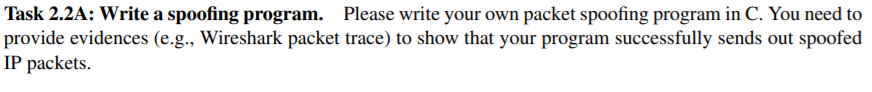 Task 2.2A: Write a spoofing program. Please write your own packet spoofing program in C. You need to
provide evidences (e.g., Wireshark packet trace) to show that your program successfully sends out spoofed
IP packets.